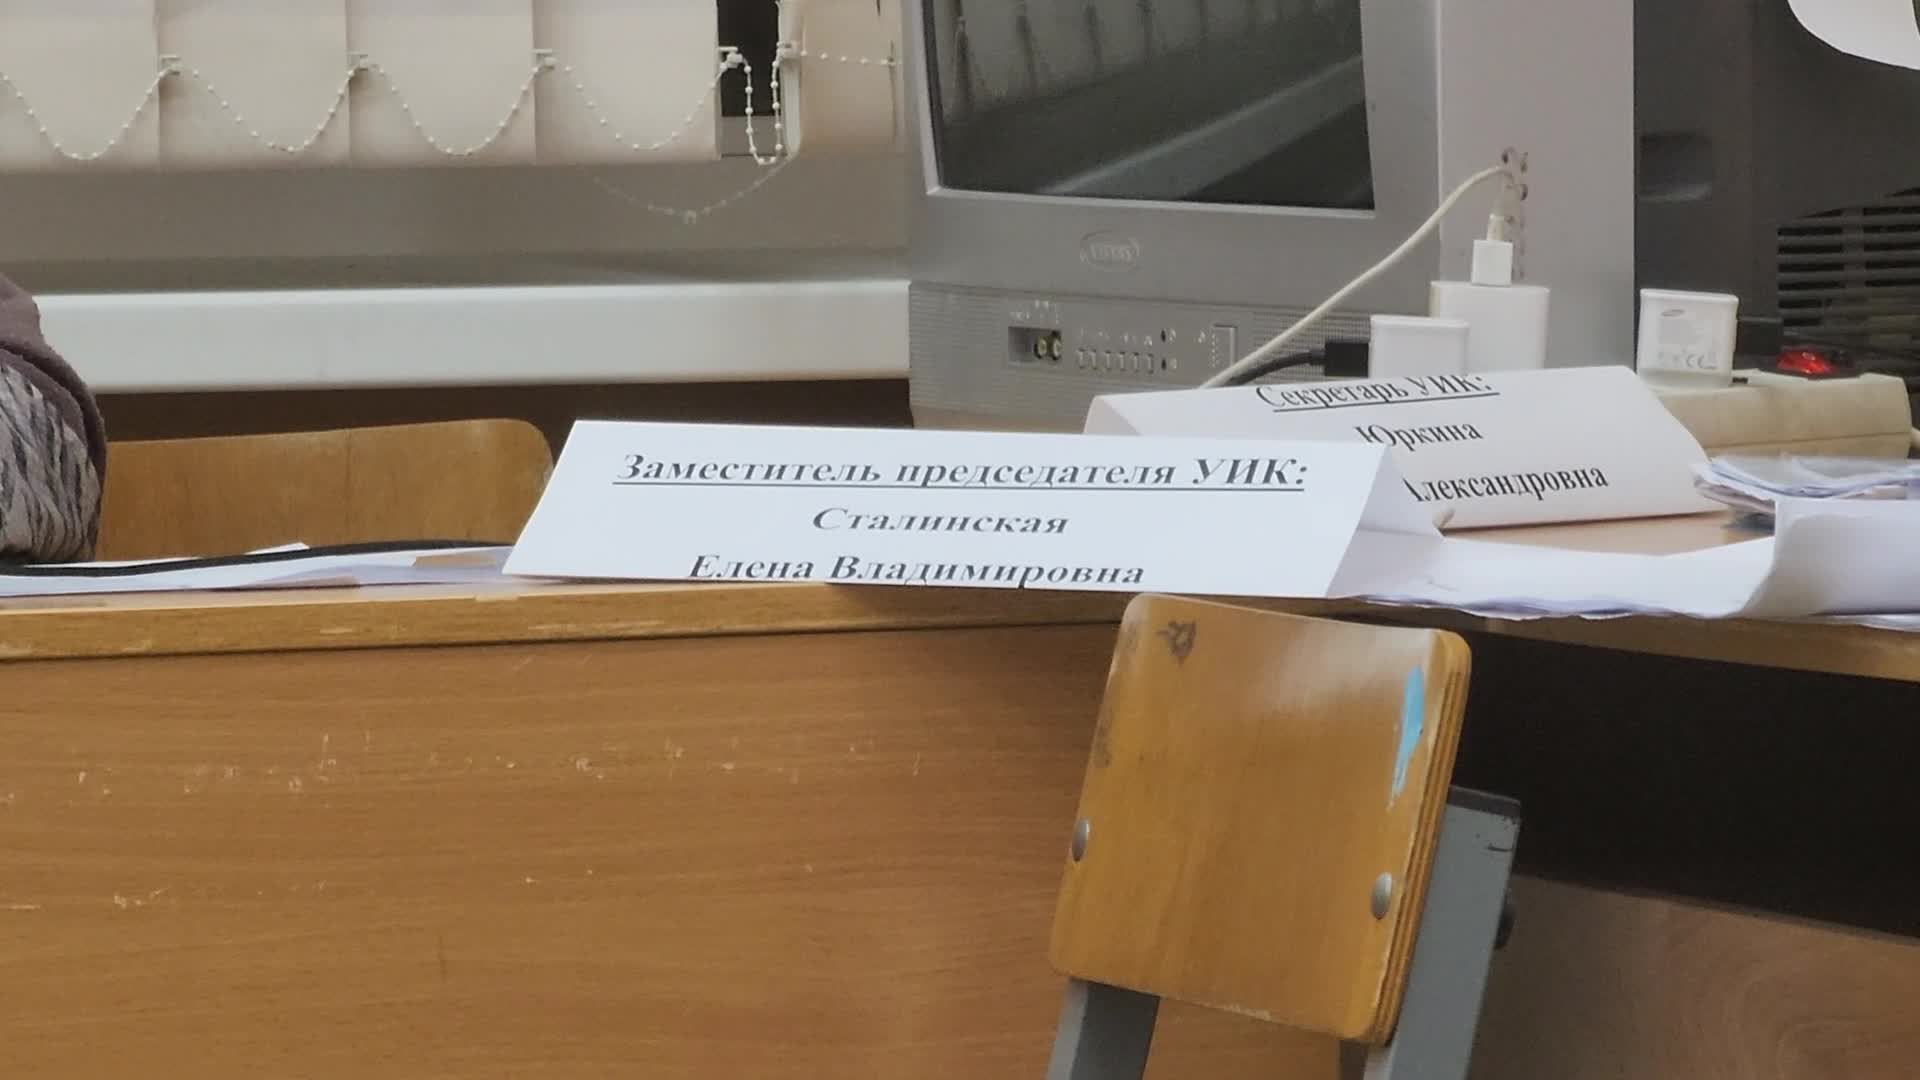 Заместитель председателя УИК:
Сталинская
Елена Владимировна
Секретарь УИК:
Юркина
Александровна